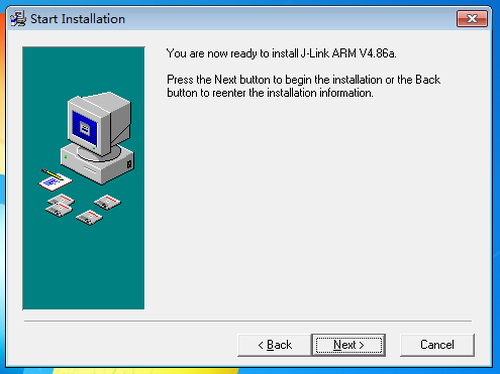 Start Installation
You are now ready to install J-Link ARM V4.86a.
Press the Next button to begin the installation or the Back
button to reenter the installation information.
< Back
Next >
Cancel